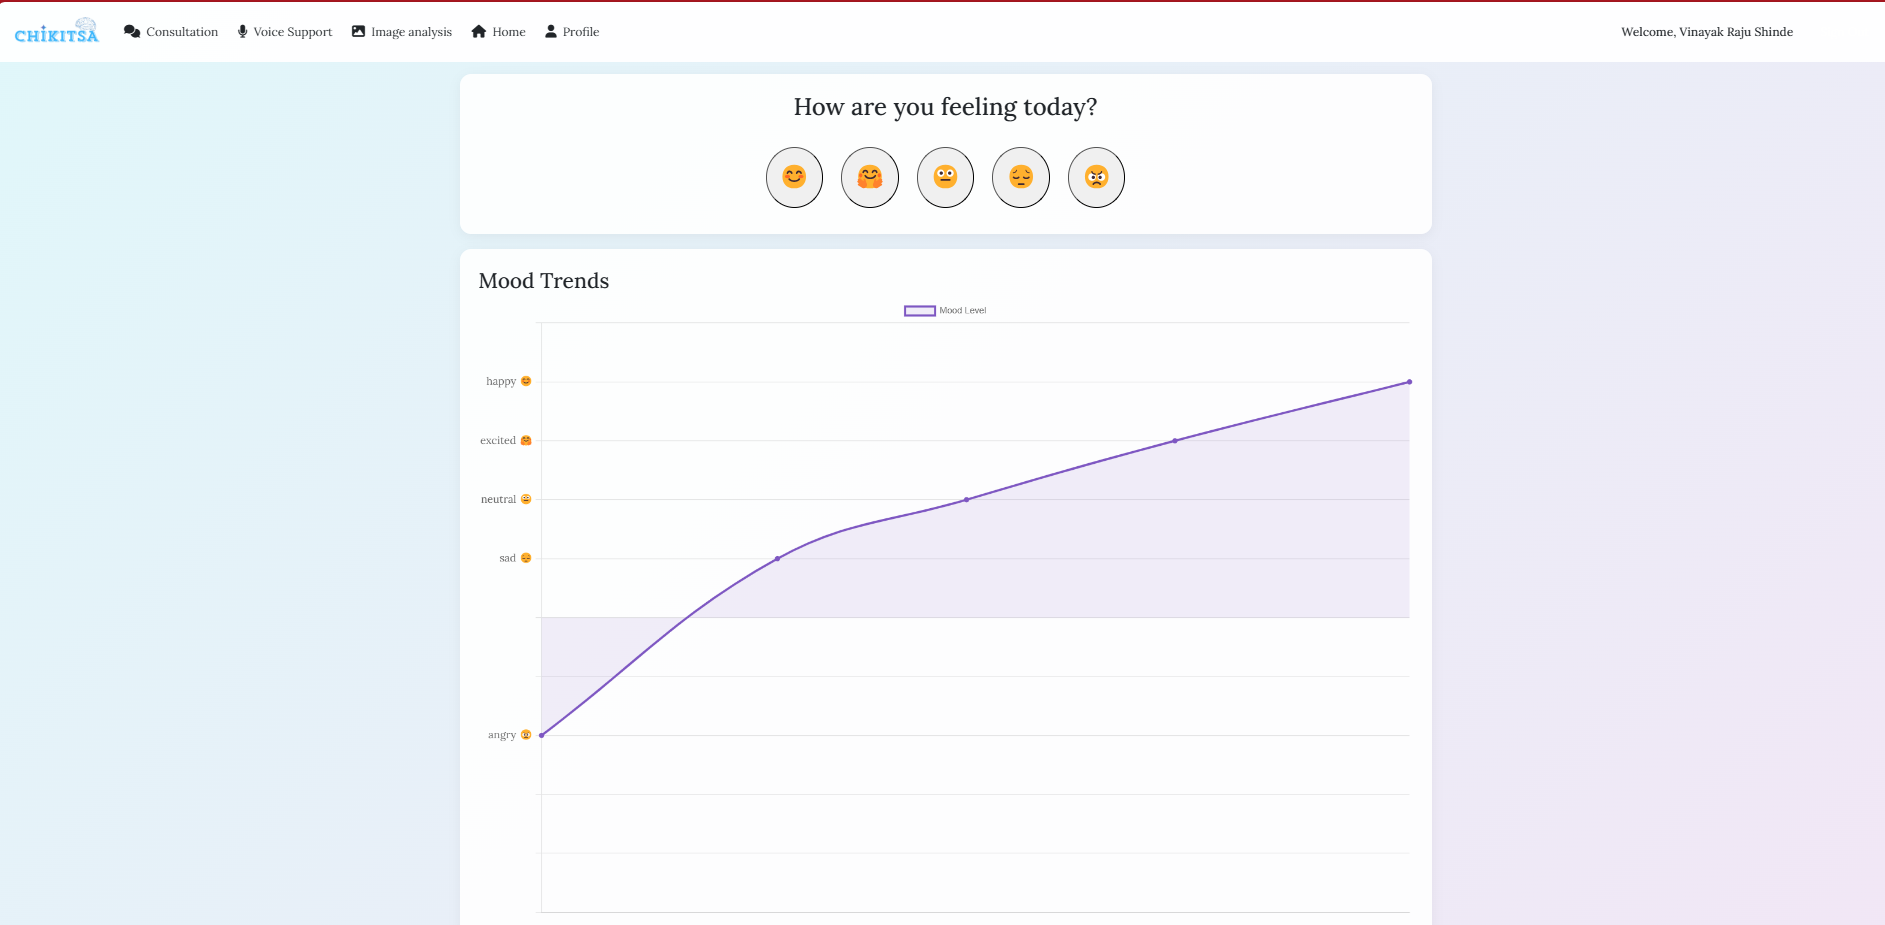 CHIKITSA
Consultation
Voice Support
Image analysis
Home
Profile
Welcome, Vinayak Raju Shinde
How are you feeling today?
Mood Trends
Mood Level
happy 😊
excited 🤗
neutral 😐
sad 😔
angry 😠